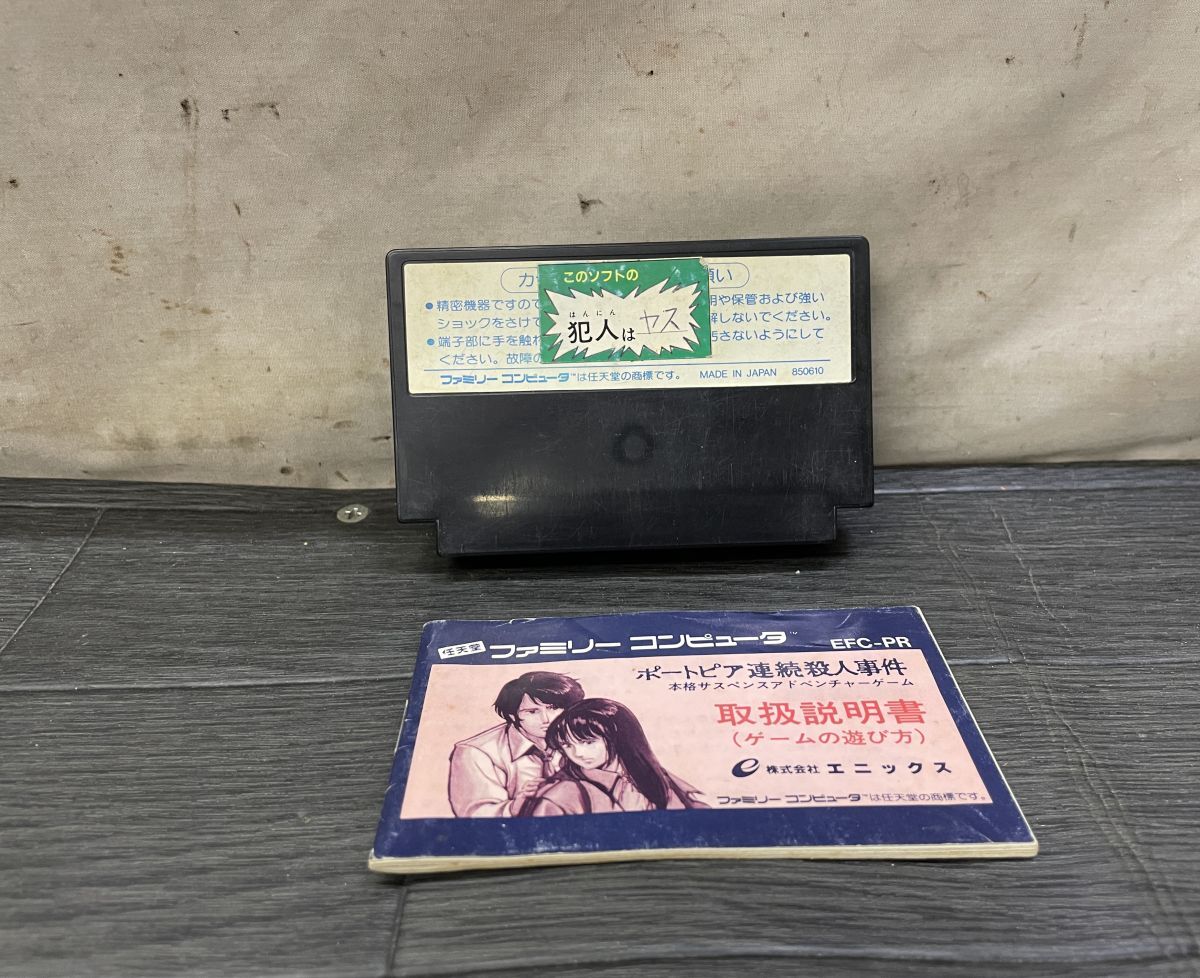 カ
願い
このソフトの
はんにん
犯人はヤス
●精密機器ですので
用や保管および強い
ショックをさけて
解しないでください。
●端子部に手を触れ
汚さないようにして
ください。故障の
ファミリー コンピュータ™は任天堂の商標です。 MADE IN JAPAN 850610
任天堂 ファミリー コンピュータ™ EFC-PR
ポートピア連続殺人事件
本格サスペンスアドベンチャーゲーム
取扱説明書
(ゲームの遊び方)
e 株式会社 エニックス
ファミリー コンピュータ™は任天堂の商標です。